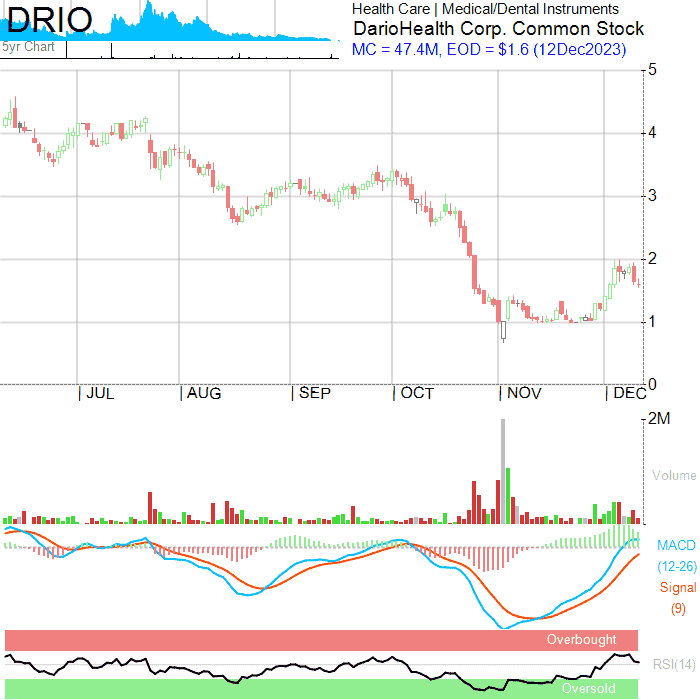 DRIO
5yr Chart
Health Care | Medical/Dental Instruments
DarioHealth Corp. Common Stock
MC = 47.4M, EOD = $1.6 (12Dec2023)
5
4
3
2
1
0
JUL
AUG
SEP
OCT
NOV
DEC
2M
Volume
MACD
(12-26)
Signal
(9)
Overbought
RSI(14)
Oversold